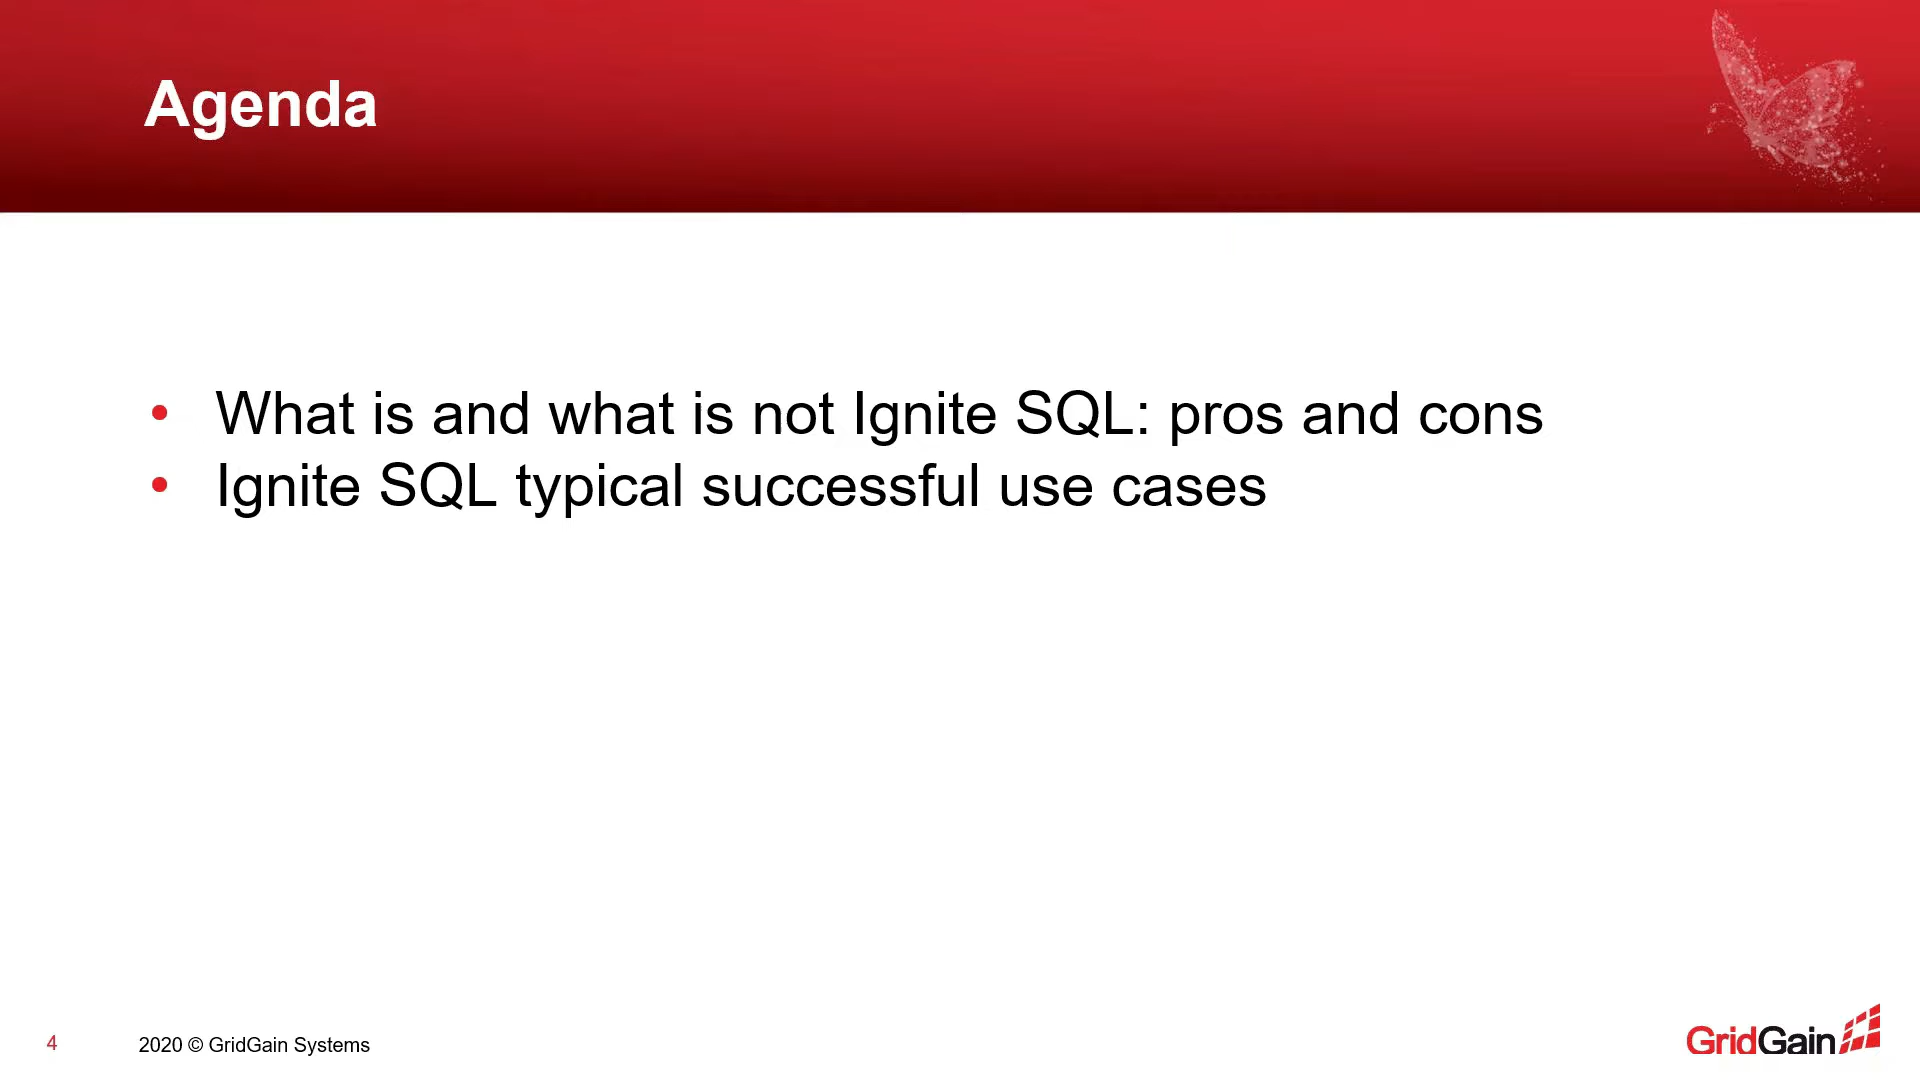 Agenda
• What is and what is not Ignite SQL: pros and cons
• Ignite SQL typical successful use cases
4
2020 © GridGain Systems
GridGain